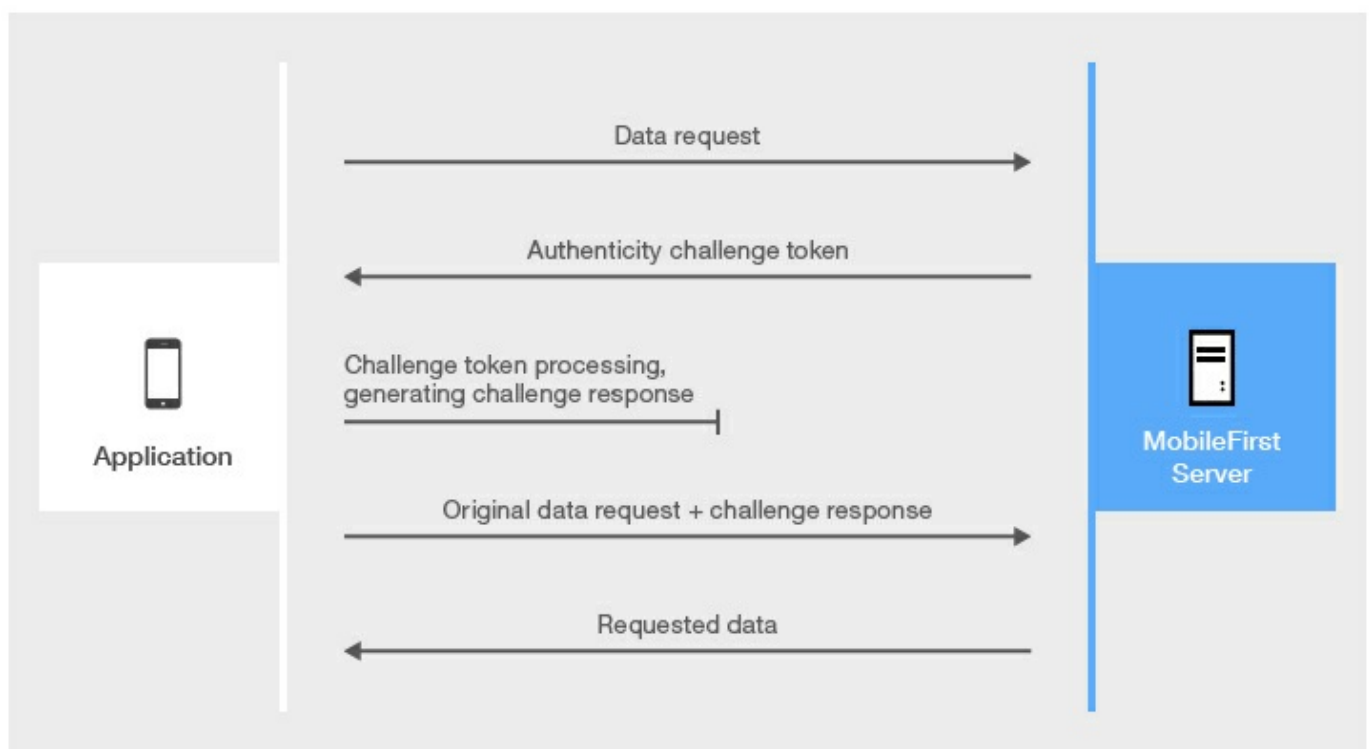 Data request
Authenticity challenge token
Challenge token processing,
generating challenge response
Application
MobileFirst
Server
Original data request + challenge response
Requested data